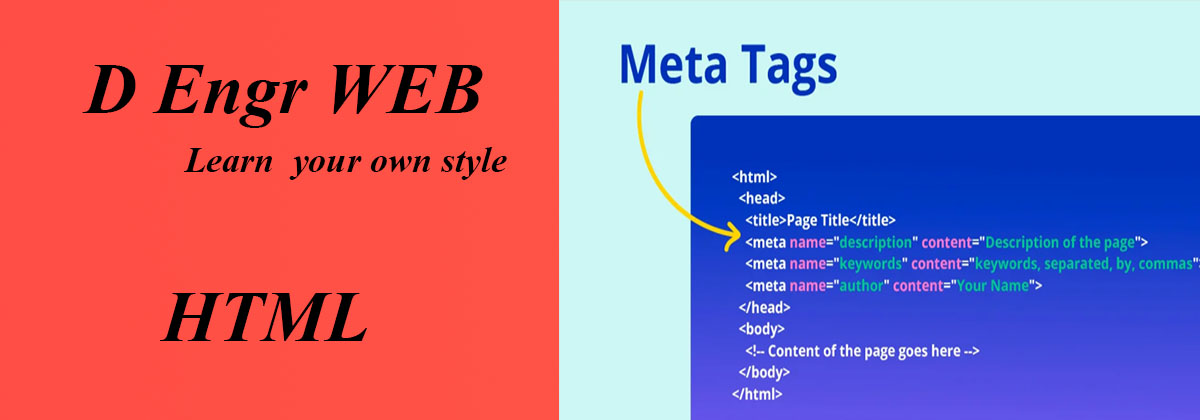 D Engr WEB
Learn your own style
HTML
Meta Tags
<html>
<head>
<title>Page Title</title>
<meta name="description" content="Description of the page">
<meta name="keywords" content="keywords, separated, by, commas">
<meta name="author" content="Your Name">
</head>
<body>
<!-- Content of the page goes here -->
</body>
</html>